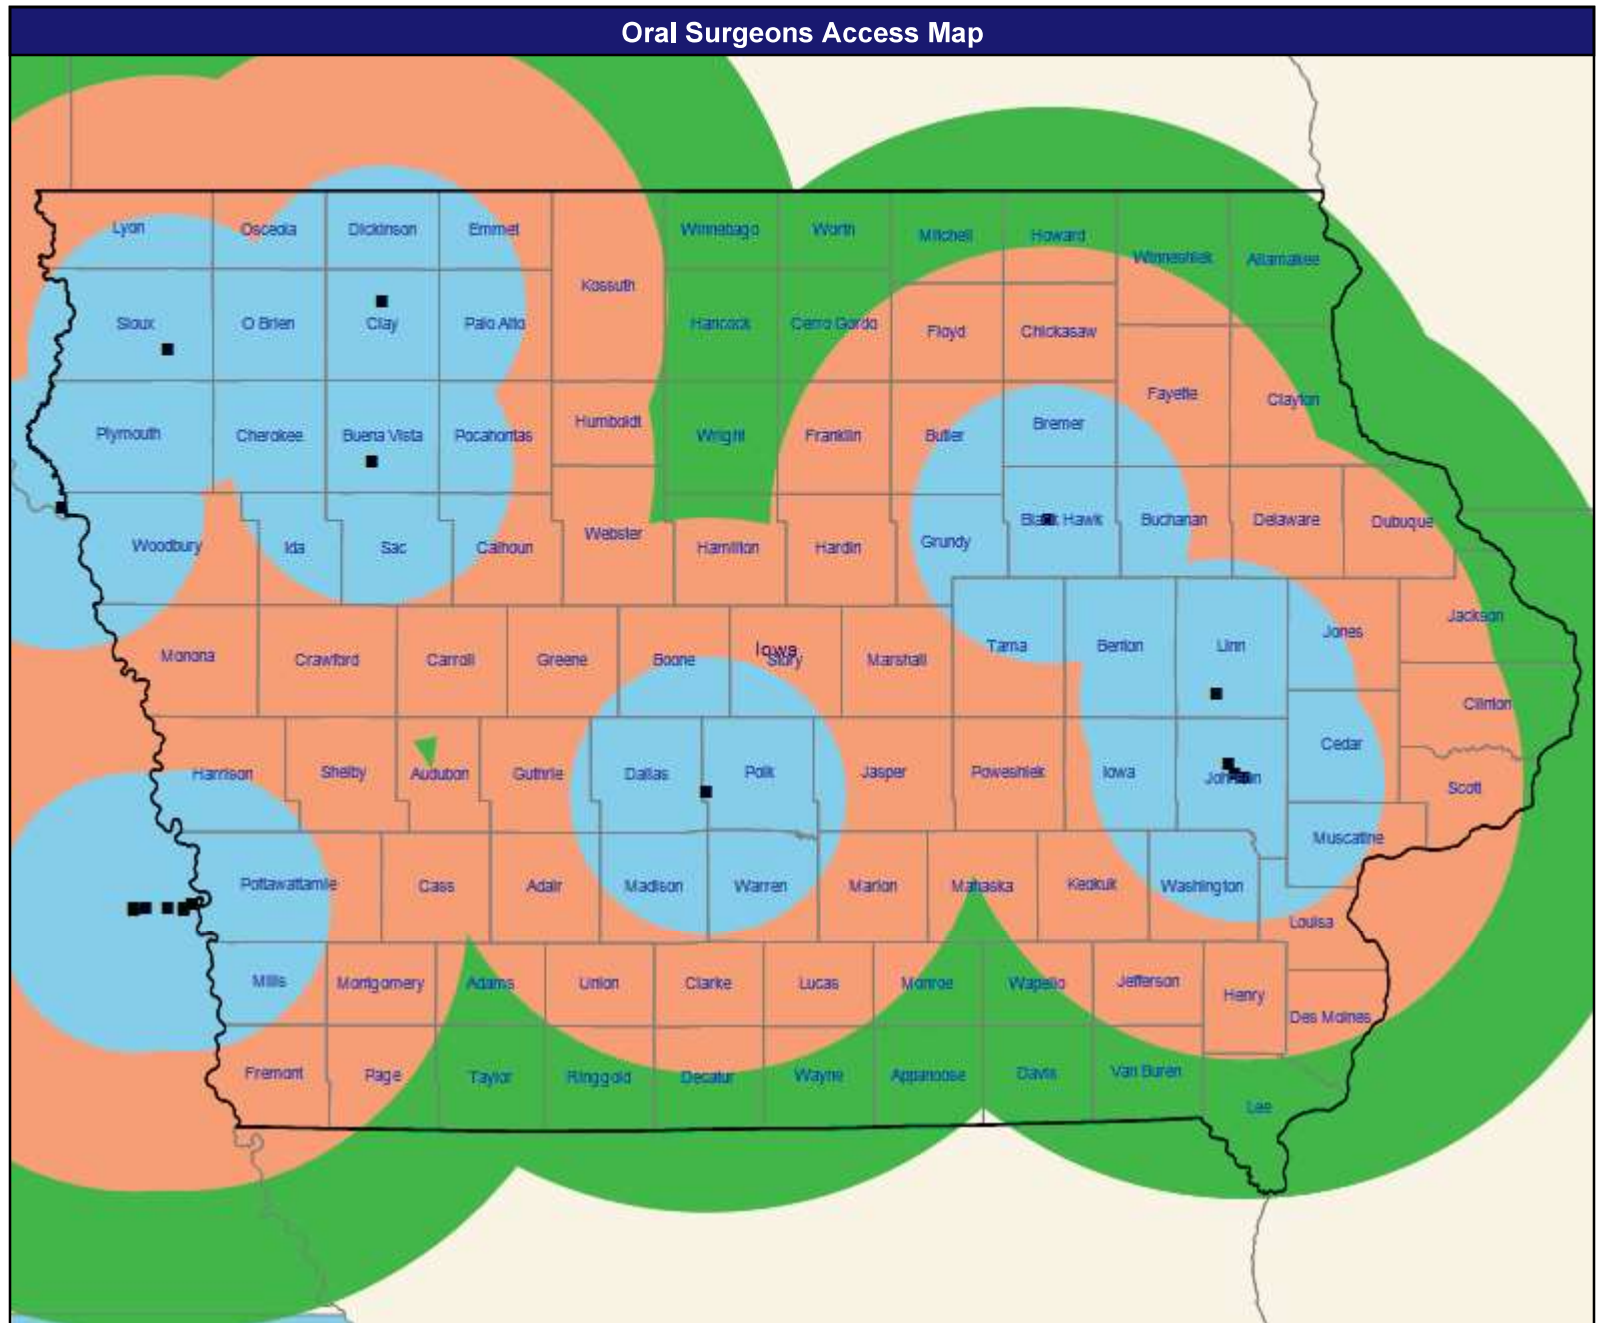 Oral Surgeons Access Map
Lyon Osceola Dickinson Emmet Winnebago Worth Mitchell Howard
Winneshiek Allamakee
Kossuth
Sioux O Brien Clay Palo Alto Hancock Cerro Gordo Floyd Chickasaw
Fayette Clayton
Plymouth Cherokee Buena Vista Pocahontas Humboldt Wright Franklin Butler Bremer
Woodbury Ida Sac Calhoun Webster Hamilton Hardin Grundy Black Hawk Buchanan Delaware Dubuque
Monona Crawford Carroll Greene Boone Story Marshall Tama Benton Linn Jones Jackson
Iowa
Clinton
Harrison Shelby Audubon Guthrie Dallas Polk Jasper Poweshiek Iowa Johnson Cedar Scott
Muscatine
Pottawattamie Cass Adair Madison Warren Marion Mahaska Keokuk Washington
Louisa
Mills Montgomery Adams Union Clarke Lucas Monroe Wapello Jefferson Henry
Des Moines
Fremont Page Taylor Ringgold Decatur Wayne Appanoose Davis Van Buren
Lee